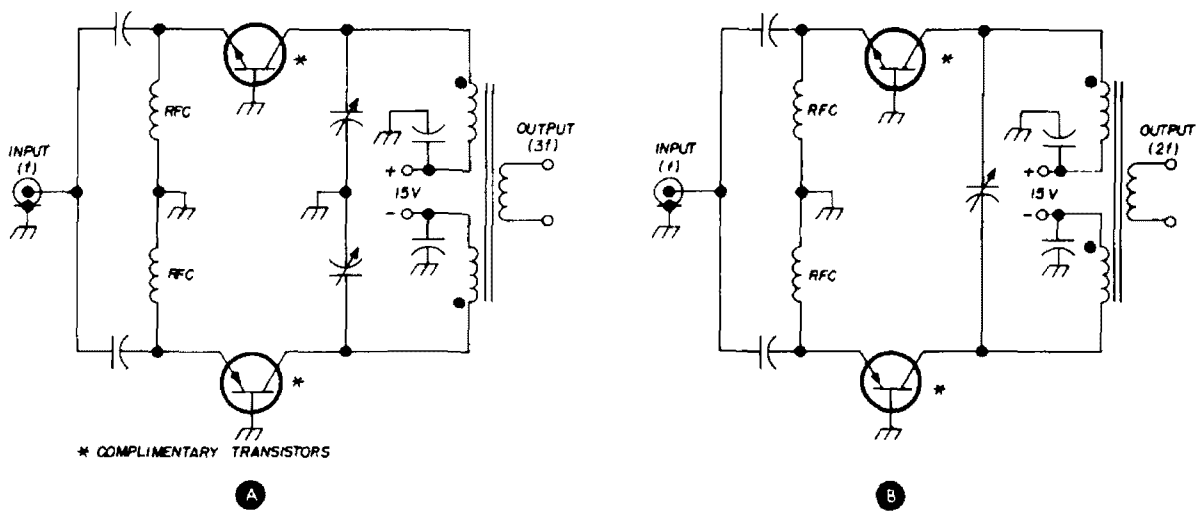 INPUT
(f)
RFC
RFC
*
*
+
15V
-
OUTPUT
(3f)
* COMPLIMENTARY TRANSISTORS
A
INPUT
(f)
RFC
RFC
*
*
+
15V
-
OUTPUT
(2f)
B